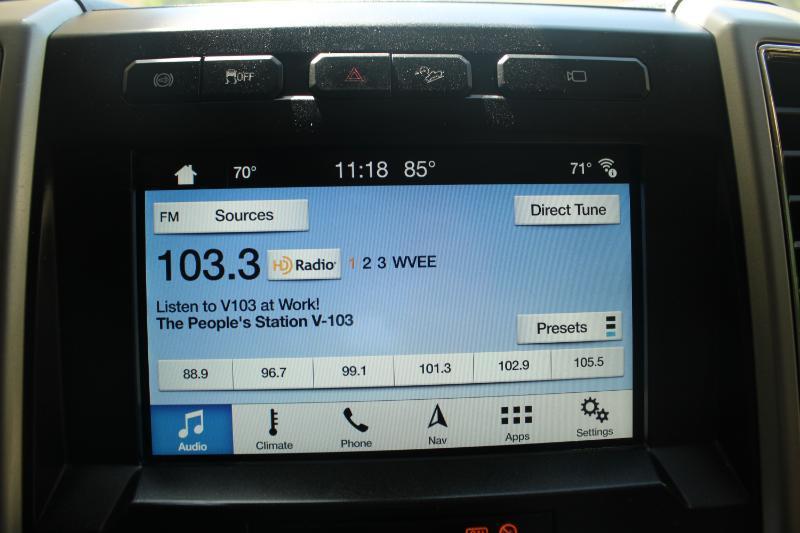 OFF
70° 11:18 85° 71°
FM Sources Direct Tune
103.3 HD Radio 1 2 3 WVEE
Listen to V103 at Work!
The People's Station V-103
Presets
88.9 96.7 99.1 101.3 102.9 105.5
Audio Climate Phone Nav Apps Settings